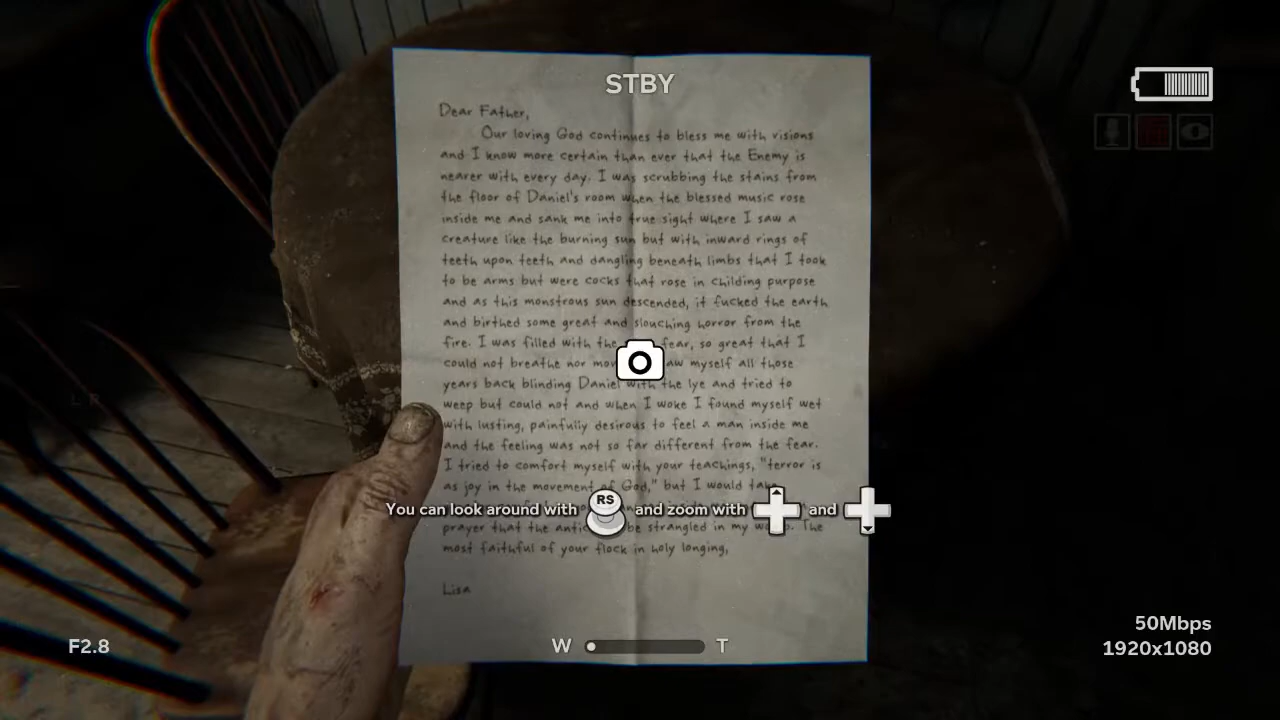 STBY
Dear Father,
Our loving God continues to bless me with visions
and I know more certain than ever that the Enemy is
nearer with every day. I was scrubbing the stains from
the floor of Daniel's room when the blessed music rose
inside me and sank me into true sight where I saw a
creature like the burning sun but with inward rings of
teeth upon teeth and dangling beneath limbs that I took
to be arms but were cocks that rose in childing purpose
and as this monstrous sun descended, it fucked the earth
and birthed some great and slouching horror from the
fire. I was filled with the fear, so great that I
could not breathe nor myself all those
years back blinding Daniel with the lye and tried to
weep but could not and when I woke I found myself wet
with lusting, painfully desirous to feel a man inside me
and the feeling was not so far different from the fear.
I tried to comfort myself with your teachings, "terror is
as joy in the movement of God," but I would
You can look around with RS and zoom with and
prayer that the be strangled in my The
most faithful of your flock in holy longing,
Lisa
F2.8
W T
50Mbps
1920x1080